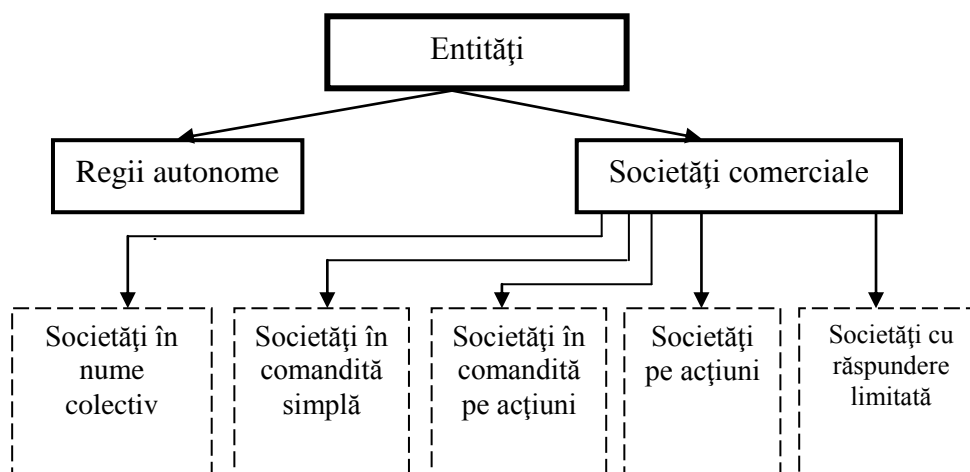 Entităţi
Regii autonome
Societăţi comerciale
Societăţi în
nume
colectiv
Societăţi în
comandită
simplă
Societăţi în
comandită
pe acţiuni
Societăţi
pe acţiuni
Societăţi cu
răspundere
limitată